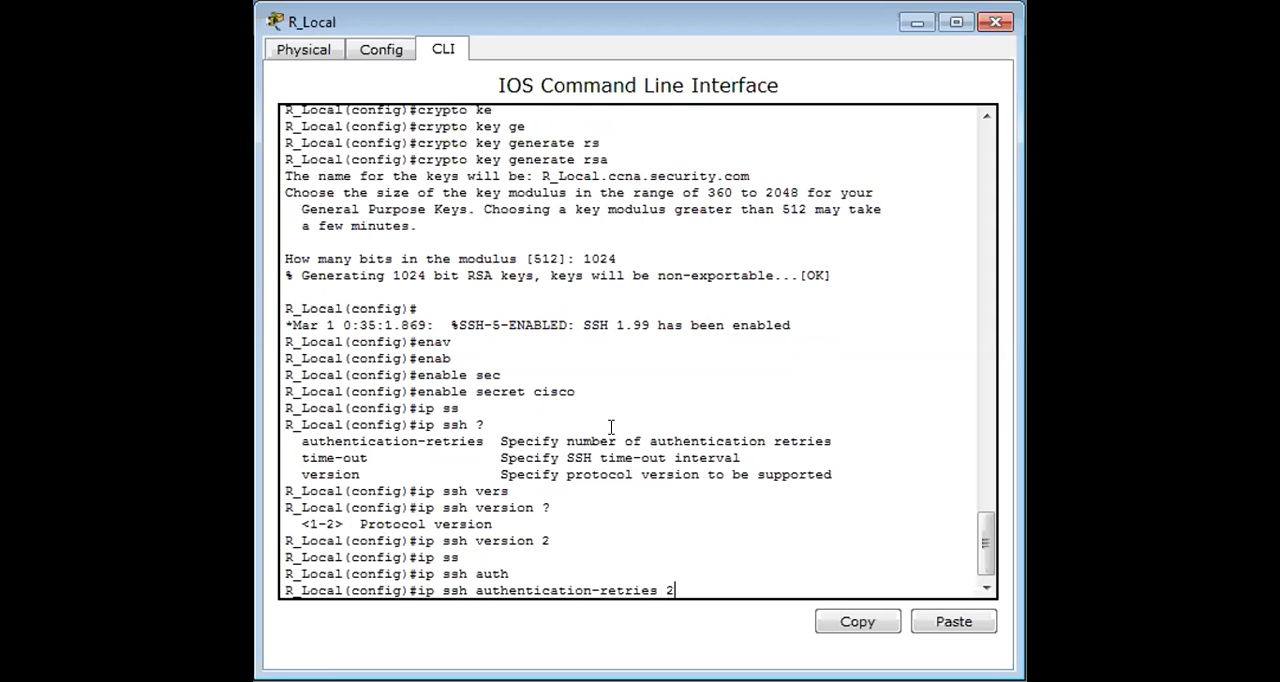 R_Local
Physical Config CLI
IOS Command Line Interface
R_Local(config)#crypto ke
R_Local(config)#crypto key ge
R_Local(config)#crypto key generate rs
R_Local(config)#crypto key generate rsa
The name for the keys will be: R_Local.ccna.security.com
Choose the size of the key modulus in the range of 360 to 2048 for your
General Purpose Keys. Choosing a key modulus greater than 512 may take
a few minutes.
How many bits in the modulus [512]: 1024
% Generating 1024 bit RSA keys, keys will be non-exportable...[OK]
R_Local(config)#
*Mar 1 0:35:1.869: %SSH-5-ENABLED: SSH 1.99 has been enabled
R_Local(config)#enav
R_Local(config)#enab
R_Local(config)#enable sec
R_Local(config)#enable secret cisco
R_Local(config)#ip ss
R_Local(config)#ip ssh ?
authentication-retries Specify number of authentication retries
time-out Specify SSH time-out interval
version Specify protocol version to be supported
R_Local(config)#ip ssh vers
R_Local(config)#ip ssh version ?
<1-2> Protocol version
R_Local(config)#ip ssh version 2
R_Local(config)#ip ss
R_Local(config)#ip ssh auth
R_Local(config)#ip ssh authentication-retries 2
Copy Paste